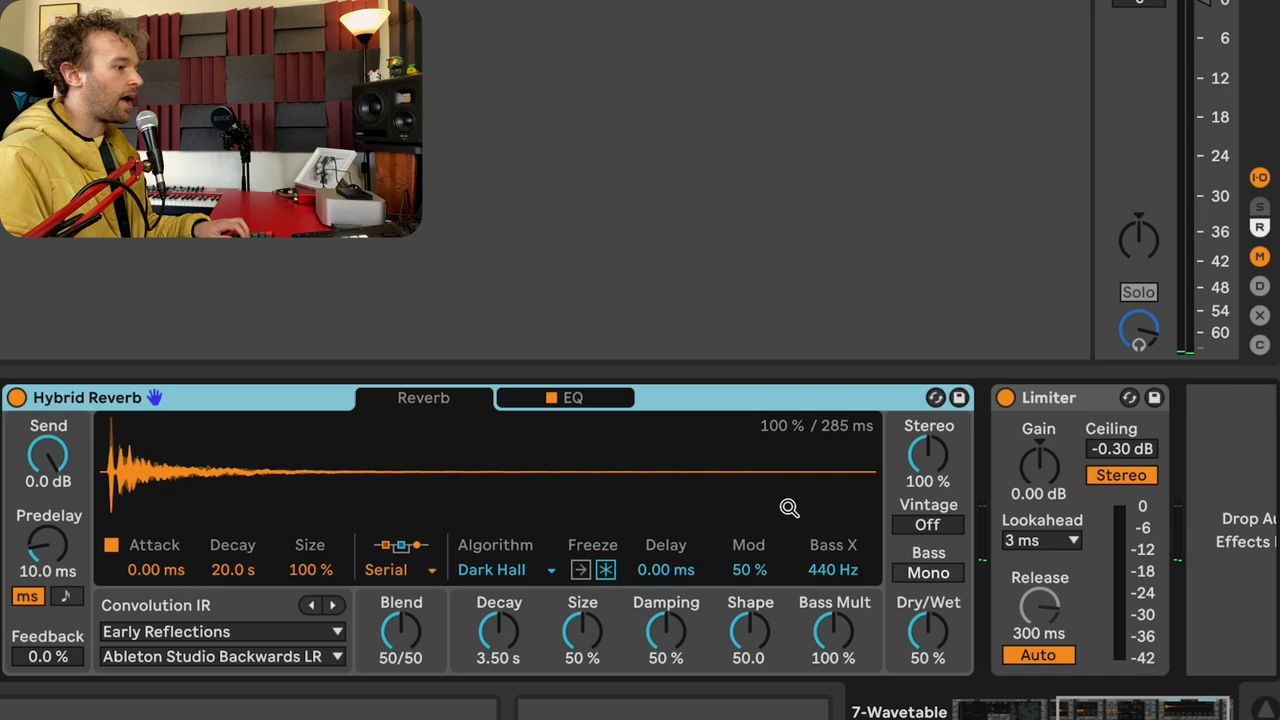 6
12
18
24
30
36
42
48
54
60
I·O
S
R
M
D
X
C
Solo
Hybrid Reverb
Reverb
EQ
Send
0.0 dB
Predelay
10.0 ms
ms
Feedback
0.0 %
100 % / 285 ms
Attack Decay Size
0.00 ms 20.0 s 100 %
Serial
Algorithm Freeze Delay Mod Bass X
Dark Hall 0.00 ms 50 % 440 Hz
Convolution IR
Early Reflections
Ableton Studio Backwards LR
Blend Decay Size Damping Shape Bass Mult
50/50 3.50 s 50 % 50 % 50.0 100 %
Stereo
100 %
Vintage
Off
Bass
Mono
Dry/Wet
50 %
Limiter
Gain
0.00 dB
Ceiling
-0.30 dB
Stereo
Lookahead
3 ms
Release
300 ms
Auto
0
-6
-12
-18
-24
-30
-36
-42
Drop Au
Effects
7-Wavetable